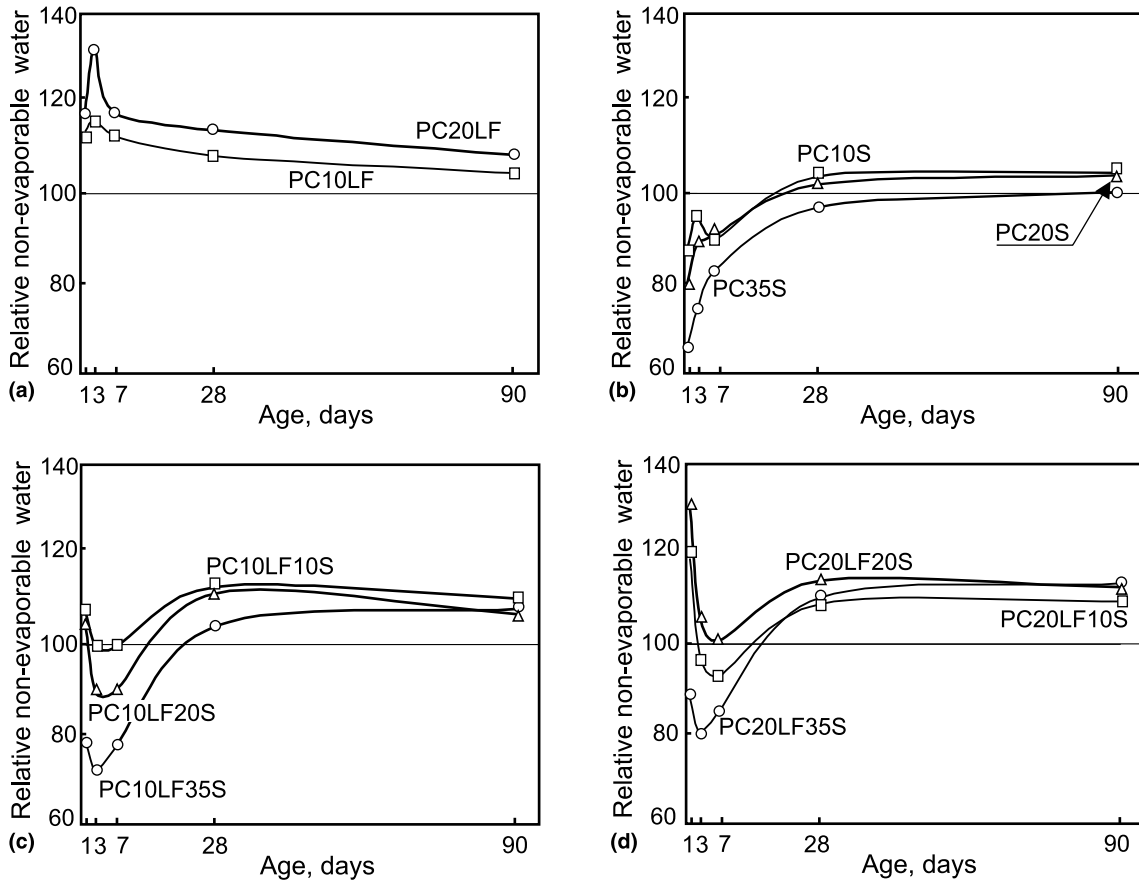 140
120
100
80
60
Relative non-evaporable water
PC20LF
PC10LF
(a)
13 7 28 90
Age, days
140
120
100
80
60
Relative non-evaporable water
PC10S
PC20S
PC35S
(b)
13 7 28 90
Age, days
140
120
100
80
60
Relative non-evaporable water
PC10LF10S
PC10LF20S
PC10LF35S
(c)
13 7 28 90
Age, days
140
120
100
80
60
Relative non-evaporable water
PC20LF20S
PC20LF10S
PC20LF35S
(d)
13 7 28 90
Age, days